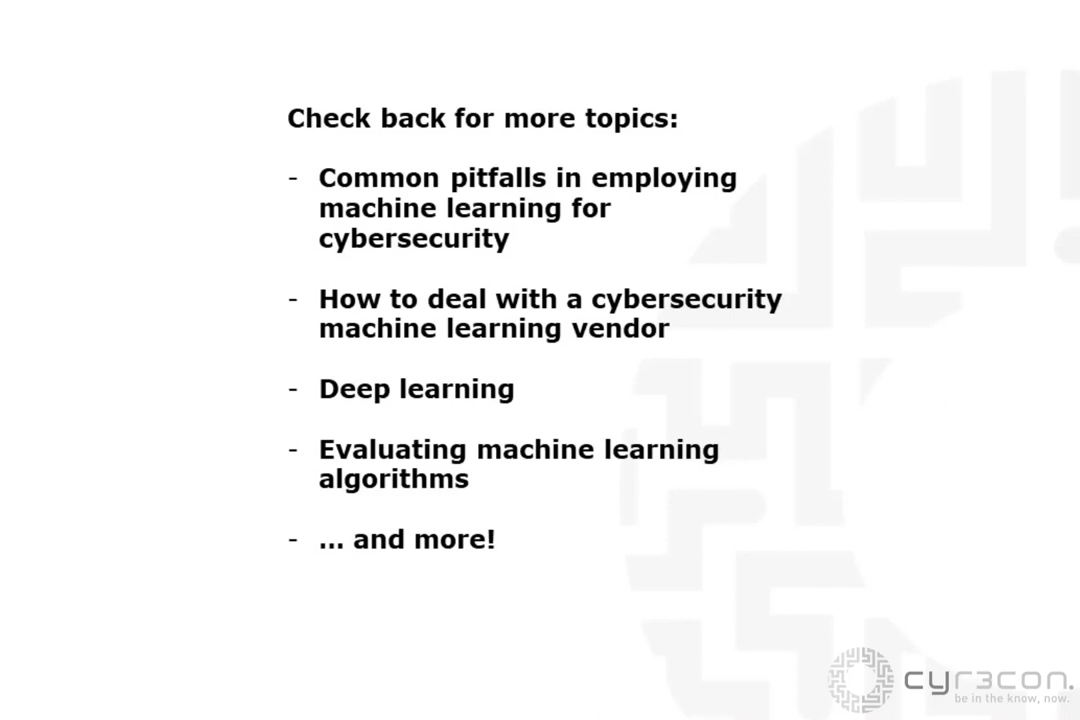 Check back for more topics:
- Common pitfalls in employing
machine learning for
cybersecurity
- How to deal with a cybersecurity
machine learning vendor
- Deep learning
- Evaluating machine learning
algorithms
- ... and more!
cyr3con.
be in the know, now.